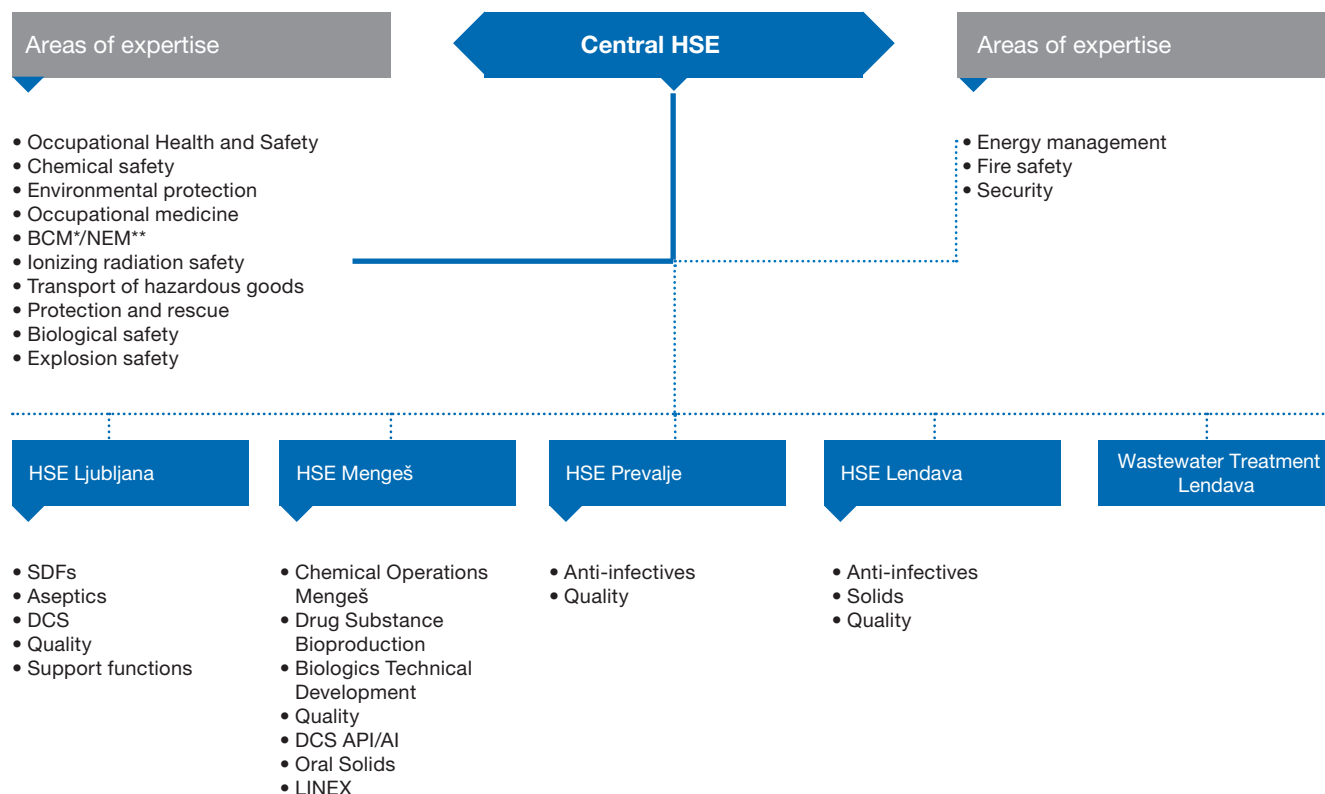 Areas of expertise
Central HSE
Areas of expertise
• Occupational Health and Safety
• Chemical safety
• Environmental protection
• Occupational medicine
• BCM*/NEM**
• Ionizing radiation safety
• Transport of hazardous goods
• Protection and rescue
• Biological safety
• Explosion safety
• Energy management
• Fire safety
• Security
HSE Ljubljana
HSE Mengeš
HSE Prevalje
HSE Lendava
Wastewater Treatment
Lendava
• SDFs
• Aseptics
• DCS
• Quality
• Support functions
• Chemical Operations
Mengeš
• Drug Substance
Bioproduction
• Biologics Technical
Development
• Quality
• DCS API/AI
• Oral Solids
• LINEX
• Anti-infectives
• Quality
• Anti-infectives
• Solids
• Quality